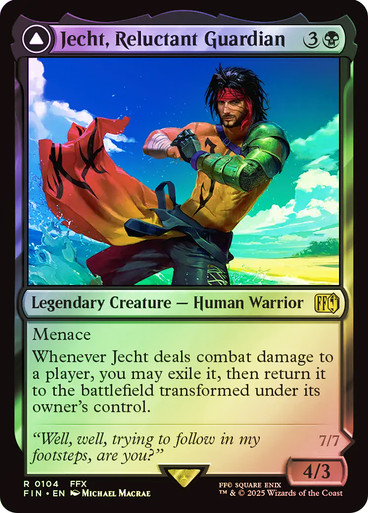 Jecht, Reluctant Guardian 3
Legendary Creature — Human Warrior FFX
Menace
Whenever Jecht deals combat damage to
a player, you may exile it, then return it
to the battlefield transformed under its
owner's control.
"Well, well, trying to follow in my
footsteps, are you?"
7/7
4/3
R 0104 FFX
FIN • EN Michael Macrae
FFX © SQUARE ENIX
™ & © 2025 Wizards of the Coast